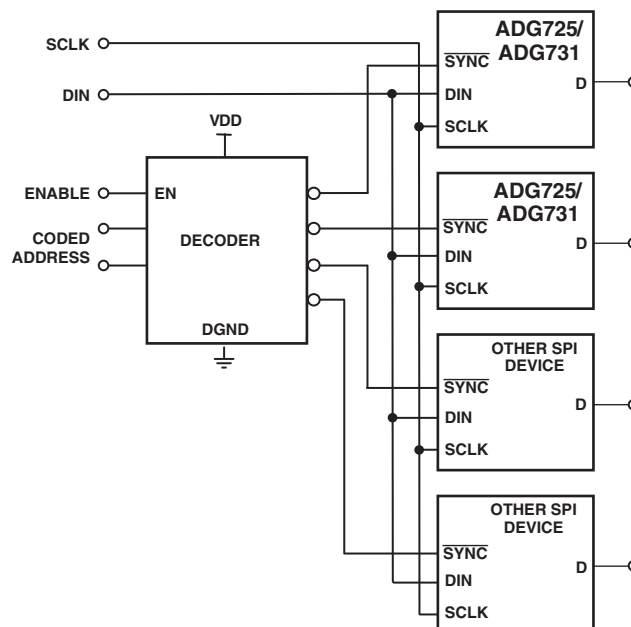 SCLK
DIN
VDD
ENABLE
EN
CODED
ADDRESS
DECODER
DGND
ADG725/
ADG731
SYNC
DIN
SCLK
D
ADG725/
ADG731
SYNC
DIN
SCLK
D
OTHER SPI
DEVICE
SYNC
DIN
SCLK
D
OTHER SPI
DEVICE
SYNC
DIN
SCLK
D